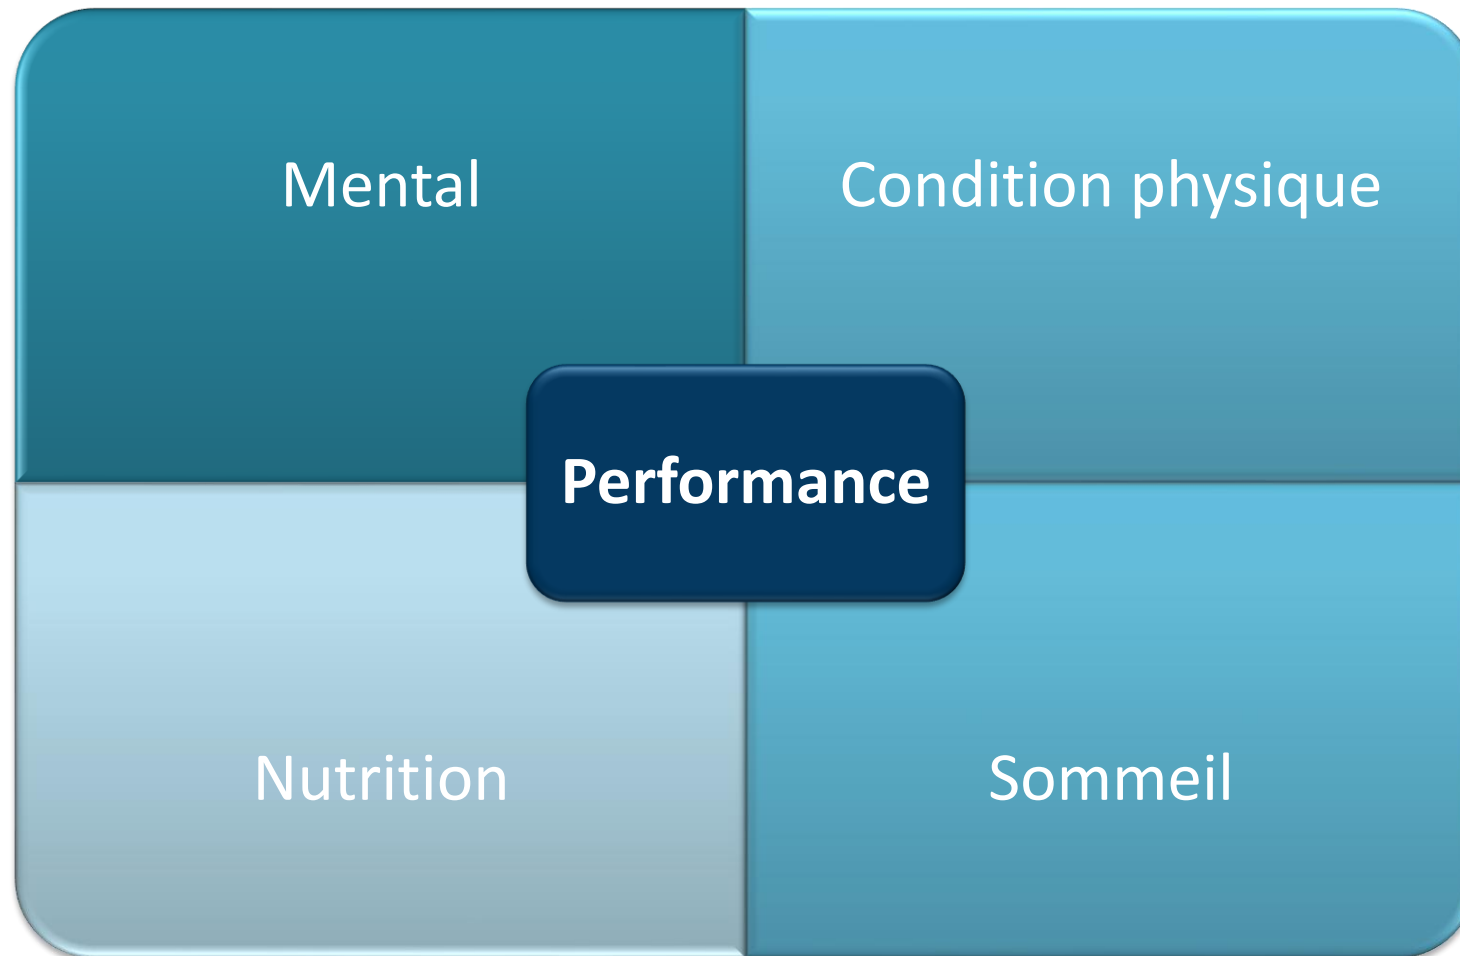 Mental
Condition physique
Performance
Nutrition
Sommeil